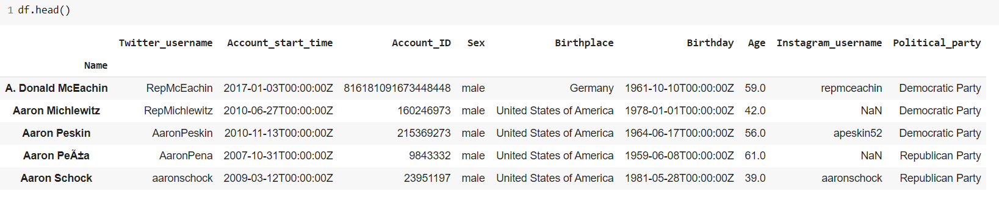 1 df.head()
Twitter_username Account_start_time Account_ID Sex Birthplace Birthday Age Instagram_username Political_party
Name
A. Donald McEachin RepMcEachin 2017-01-03T00:00:00Z 816181091673448448 male Germany 1961-10-10T00:00:00Z 59.0 repmceachin Democratic Party
Aaron Michlewitz RepMichlewitz 2010-06-27T00:00:00Z 160246973 male United States of America 1978-01-01T00:00:00Z 42.0 NaN Democratic Party
Aaron Peskin AaronPeskin 2010-11-13T00:00:00Z 215369273 male United States of America 1964-06-17T00:00:00Z 56.0 apeskin52 Democratic Party
Aaron PeÃ±a AaronPena 2007-10-31T00:00:00Z 9843332 male United States of America 1959-06-08T00:00:00Z 61.0 NaN Republican Party
Aaron Schock aaronschock 2009-03-12T00:00:00Z 23951197 male United States of America 1981-05-28T00:00:00Z 39.0 aaronschock Republican Party